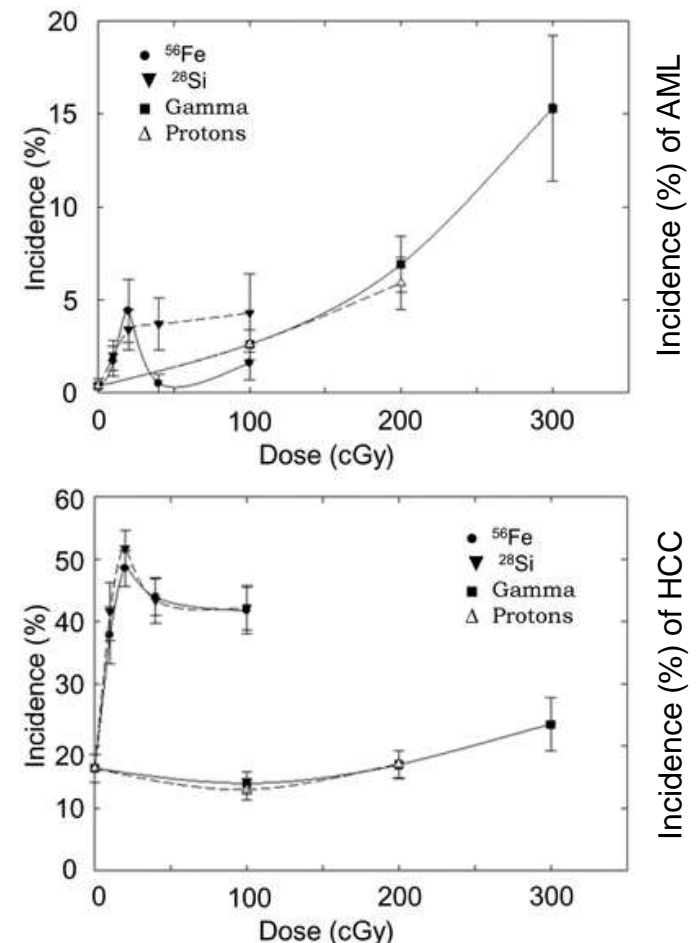 20
15
10
5
0
Incidence (%)
⁵⁶Fe
²⁸Si
Gamma
Protons
0 100 200 300
Dose (cGy)
Incidence (%) of AML
60
50
40
30
20
10
0
Incidence (%)
⁵⁶Fe
²⁸Si
Gamma
Protons
0 100 200 300
Dose (cGy)
Incidence (%) of HCC